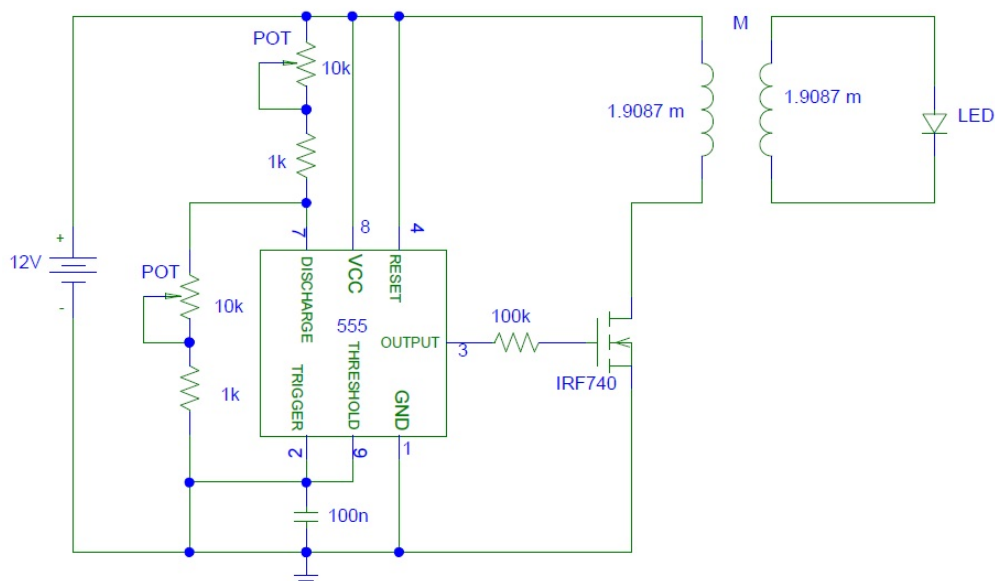 M
POT
10k
1.9087 m
1.9087 m
LED
1k
7
8
4
+
12V
-
POT
10k
DISCHARGE
VCC
RESET
555
OUTPUT
3
100k
IRF740
1k
TRIGGER
THRESHOLD
GND
2
6
1
100n